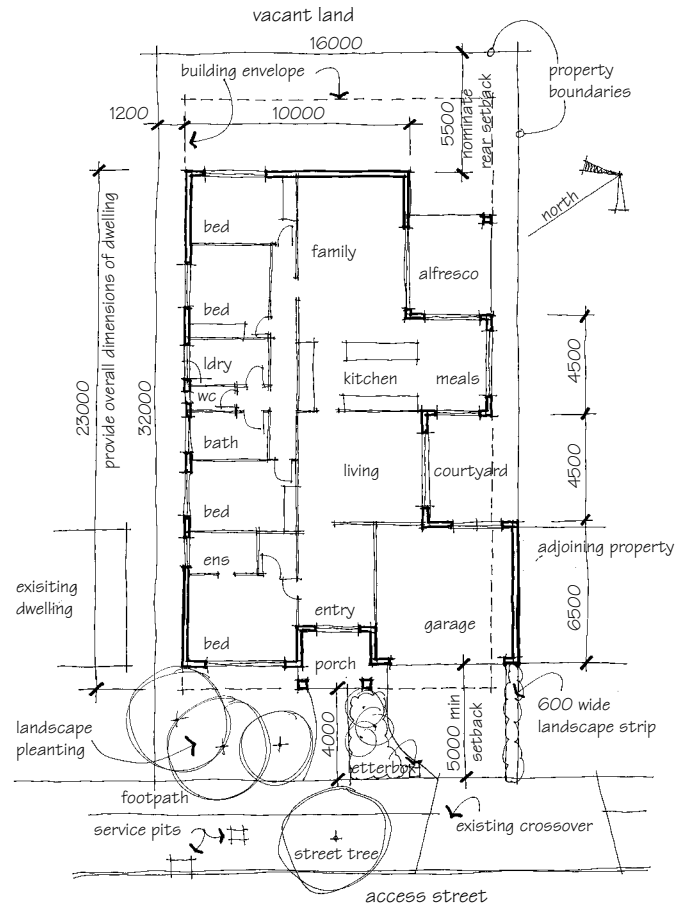 vacant land
16000
building envelope
property
boundaries
1200
10000
5500
nominate
rear setback
north
bed
family
alfresco
bed
ldry
wc
kitchen
meals
4500
23000
provide overall dimensions of dwelling
32000
bath
living
courtyard
4500
bed
ens
adjoining property
exisiting
dwelling
entry
garage
6500
bed
porch
landscape
pleanting
4000
5000 min
setback
600 wide
landscape strip
etterbox
footpath
service pits
existing crossover
street tree
access street